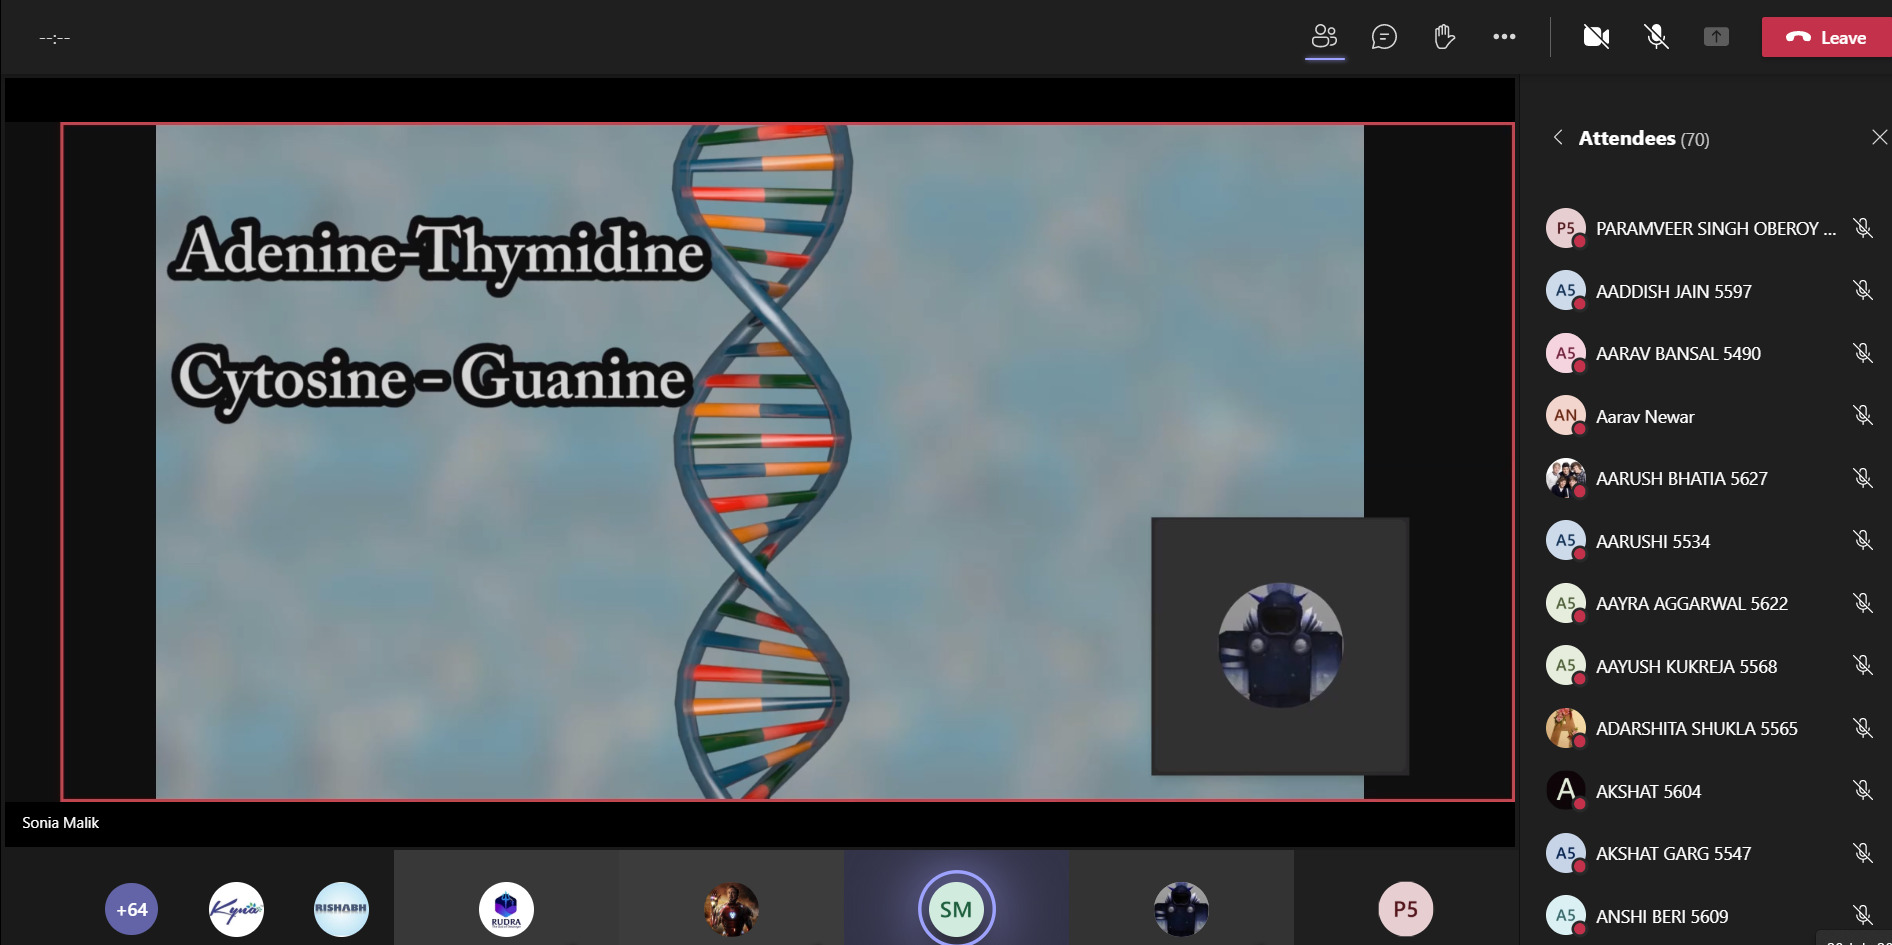 --:--
Leave
Adenine-Thymidine
Cytosine-Guanine
Sonia Malik
+64
Kyna
RISHABH
RUDRA
SM
P5
Attendees (70)
P5 PARAMVEER SINGH OBEROY ...
A5 AADDISH JAIN 5597
A5 AARAV BANSAL 5490
AN Aarav Newar
AARUSH BHATIA 5627
A5 AARUSHI 5534
A5 AAYRA AGGARWAL 5622
A5 AAYUSH KUKREJA 5568
ADARSHITA SHUKLA 5565
A AKSHAT 5604
A5 AKSHAT GARG 5547
A5 ANSHI BERI 5609